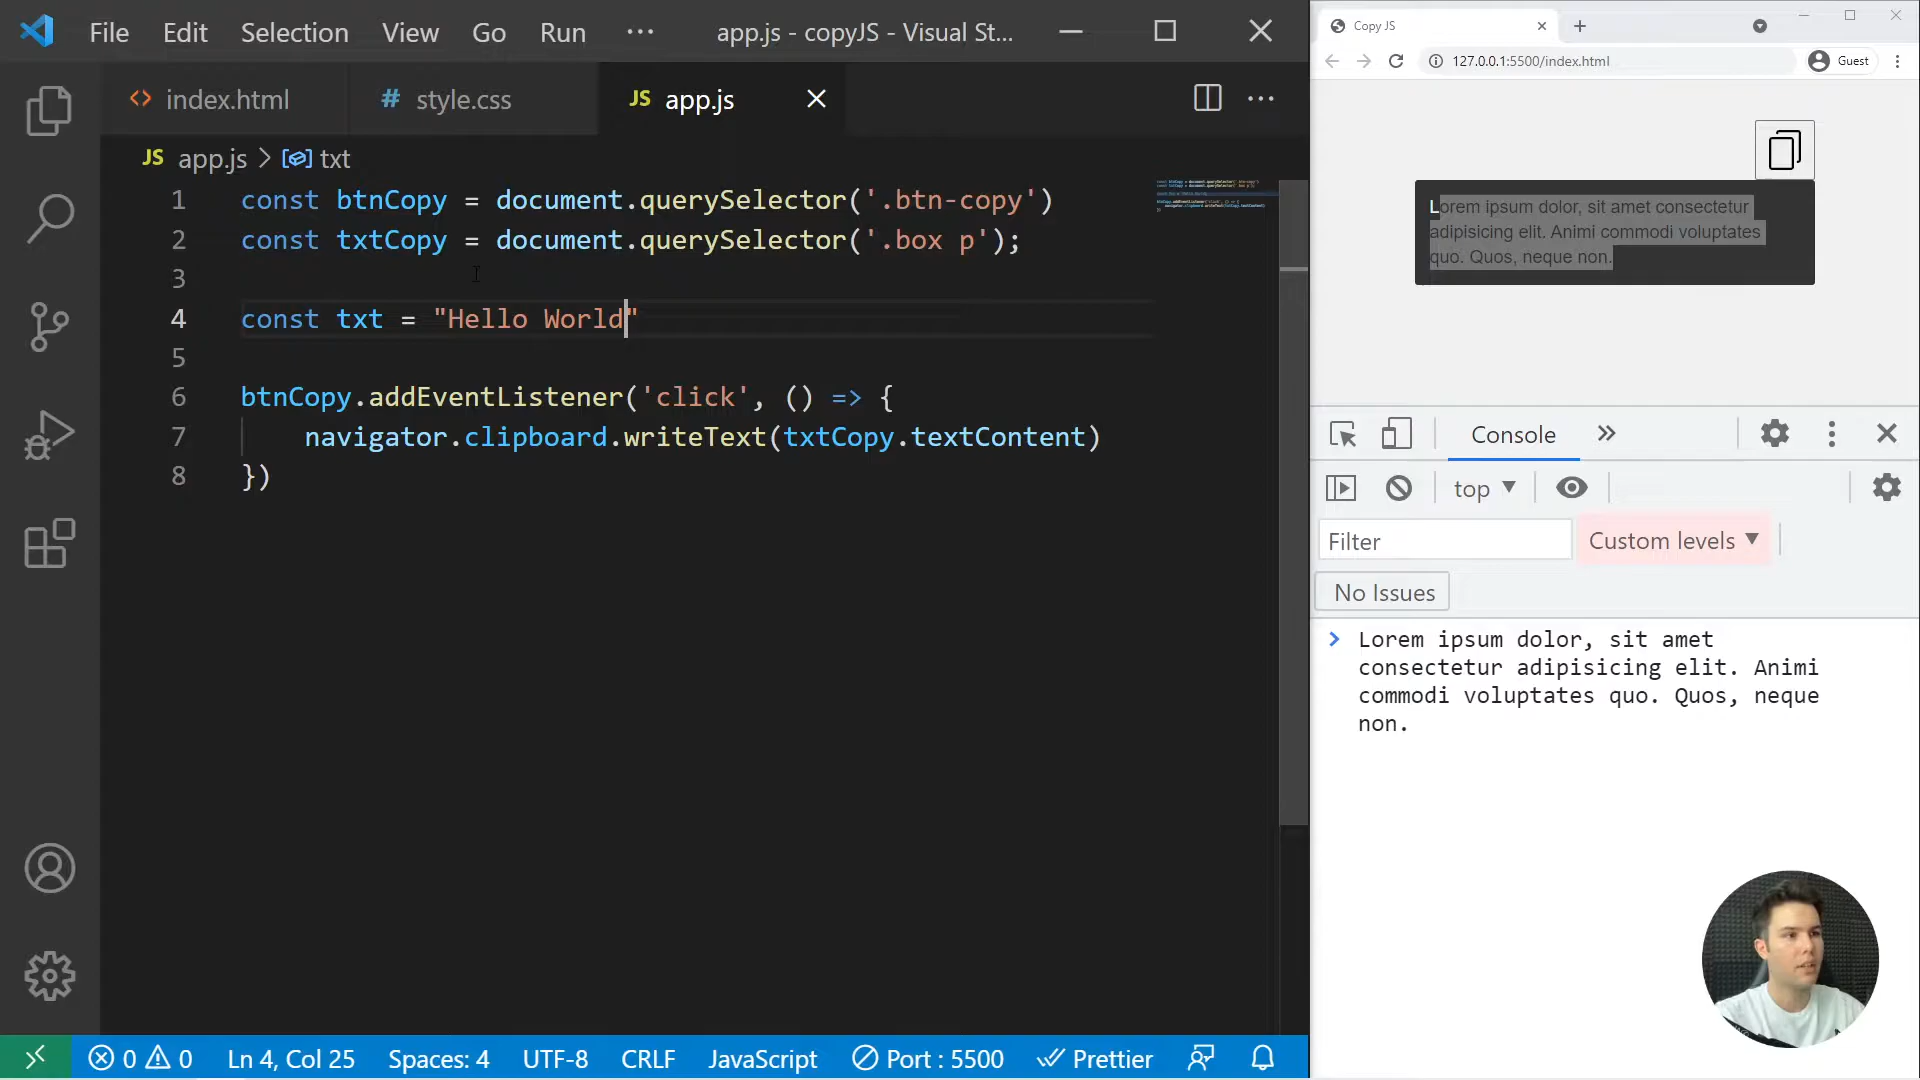 File Edit Selection View Go Run ··· app.js - copyJS - Visual St...
index.html # style.css JS app.js
JS app.js > txt
1 const btnCopy = document.querySelector('.btn-copy')
2 const txtCopy = document.querySelector('.box p');
3
4 const txt = "Hello World"
5
6 btnCopy.addEventListener('click', () => {
7 navigator.clipboard.writeText(txtCopy.textContent)
8 })
0 0 Ln 4, Col 25 Spaces: 4 UTF-8 CRLF JavaScript Port : 5500 Prettier
Copy JS
127.0.0.1:5500/index.html Guest
Lorem ipsum dolor, sit amet consectetur
adipisicing elit. Animi commodi voluptates
quo. Quos, neque non.
Console
top
Filter Custom levels
No Issues
Lorem ipsum dolor, sit amet
consectetur adipisicing elit. Animi
commodi voluptates quo. Quos, neque
non.